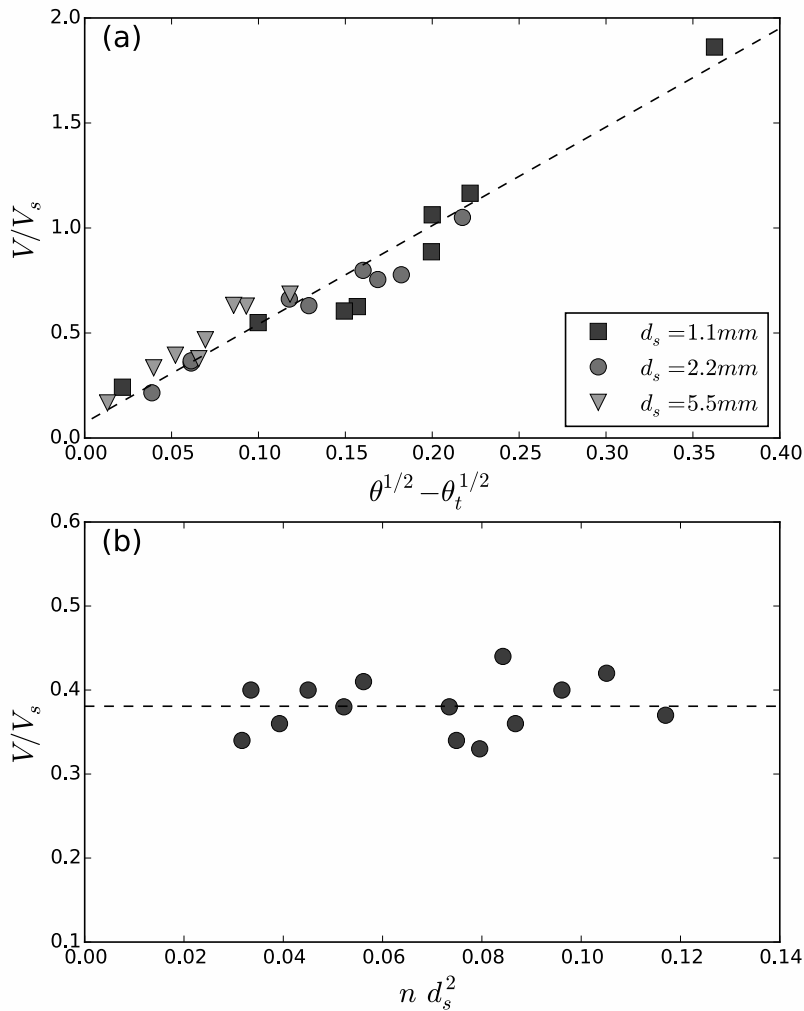 (a)
2.0
1.5
1.0
0.5
0.0
V/V_s
0.00 0.05 0.10 0.15 0.20 0.25 0.30 0.35 0.40
θ^{1/2} − θ_t^{1/2}
d_s = 1.1mm
d_s = 2.2mm
d_s = 5.5mm
(b)
0.6
0.5
0.4
0.3
0.2
0.1
V/V_s
0.00 0.02 0.04 0.06 0.08 0.10 0.12 0.14
n d_s^2